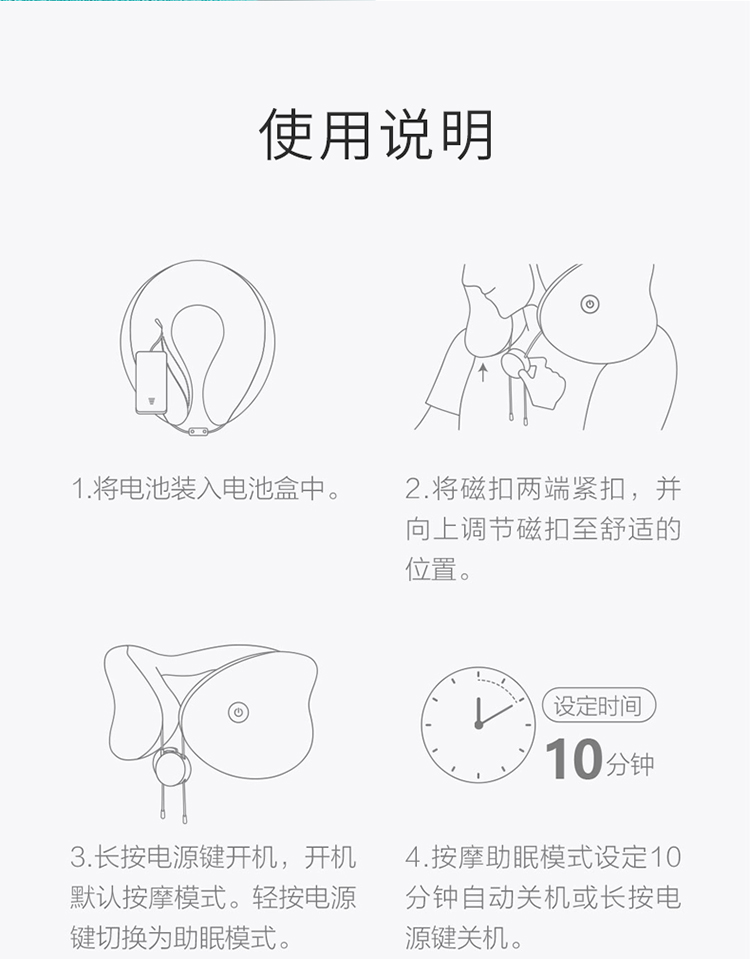 使用说明
1.将电池装入电池盒中。
2.将磁扣两端紧扣，并
向上调节磁扣至舒适的
位置。
设定时间
10分钟
3.长按电源键开机，开机
默认按摩模式。轻按电源
键切换为助眠模式。
4.按摩助眠模式设定10
分钟自动关机或长按电
源键关机。